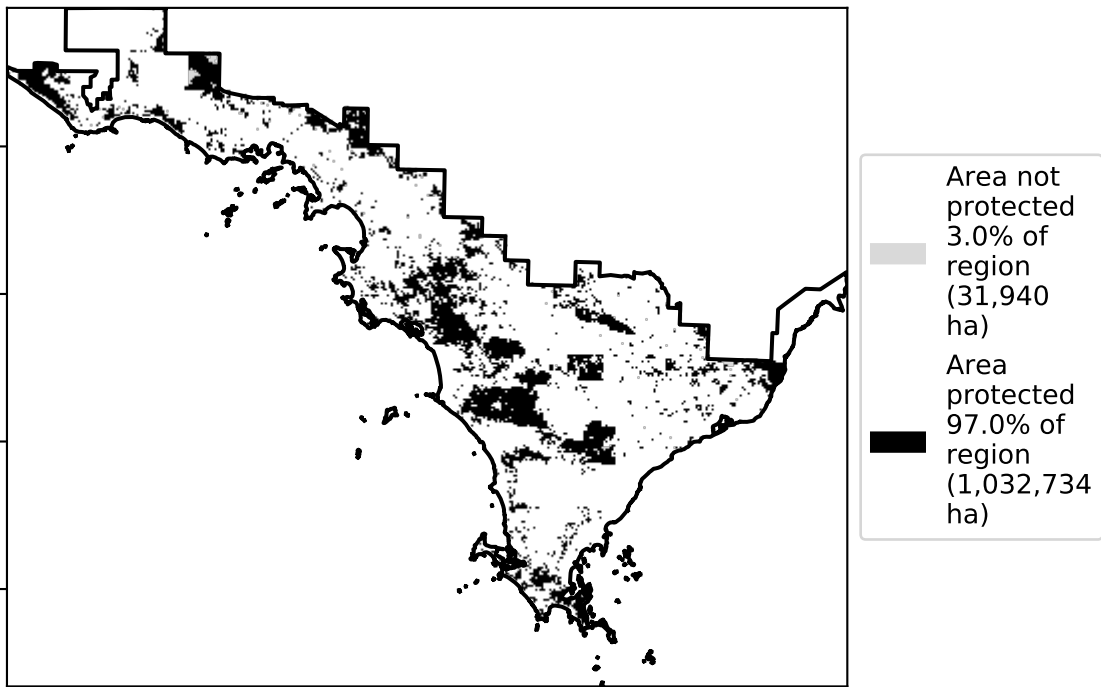 Area not
protected
3.0% of
region
(31,940
ha)
Area
protected
97.0% of
region
(1,032,734
ha)